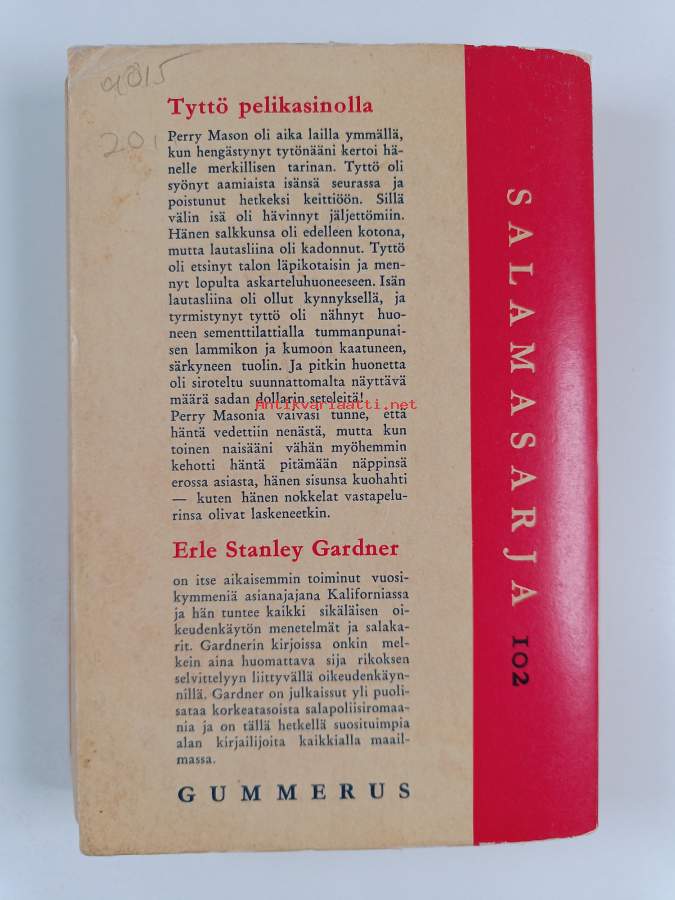 9815
20,
Tyttö pelikasinolla
Perry Mason oli aika lailla ymmällä,
kun hengästynyt tytönääni kertoi hä-
nelle merkillisen tarinan. Tyttö oli
syönyt aamiaista isänsä seurassa ja
poistunut hetkeksi keittiöön. Sillä
välin isä oli hävinnyt jäljettömiin.
Hänen salkkunsa oli edelleen kotona,
mutta lautasliina oli kadonnut. Tyttö
oli etsinyt talon läpikotaisin ja men-
nyt lopulta askarteluhuoneeseen. Isän
lautasliina oli ollut kynnyksellä, ja
tyrmistynyt tyttö oli nähnyt huo-
neen sementtilattialla tummanpunai-
sen lammikon ja kumoon kaatuneen,
särkyneen tuolin. Ja pitkin huonetta
oli siroteltu suunnattomalta näyttävä
määrä sadan dollarin seteleitä!
Antikvariaatti.net
Perry Masonia vaivasi tunne, että
häntä vedettiin nenästä, mutta kun
toinen naisääni vähän myöhemmin
kehotti häntä pitämään näppinsä
erossa asiasta, hänen sisunsa kuohahti
— kuten hänen nokkelat vastapelu-
rinsa olivat laskeneetkin.
Erle Stanley Gardner
on itse aikaisemmin toiminut vuosi-
kymmeniä asianajajana Kaliforniassa
ja hän tuntee kaikki sikäläisen oi-
keudenkäytön menetelmät ja salaka-
rit. Gardnerin kirjoissa onkin mel-
kein aina huomattava sija rikoksen
selvittelyyn liittyvällä oikeudenkäyn-
nillä. Gardner on julkaissut yli puoli-
sataa korkeatasoista salapoliisiromaa-
nia ja on tällä hetkellä suosituimpia
alan kirjailijoita kaikkialla maail-
massa.
GUMMERUS
SALAMASARJA 102